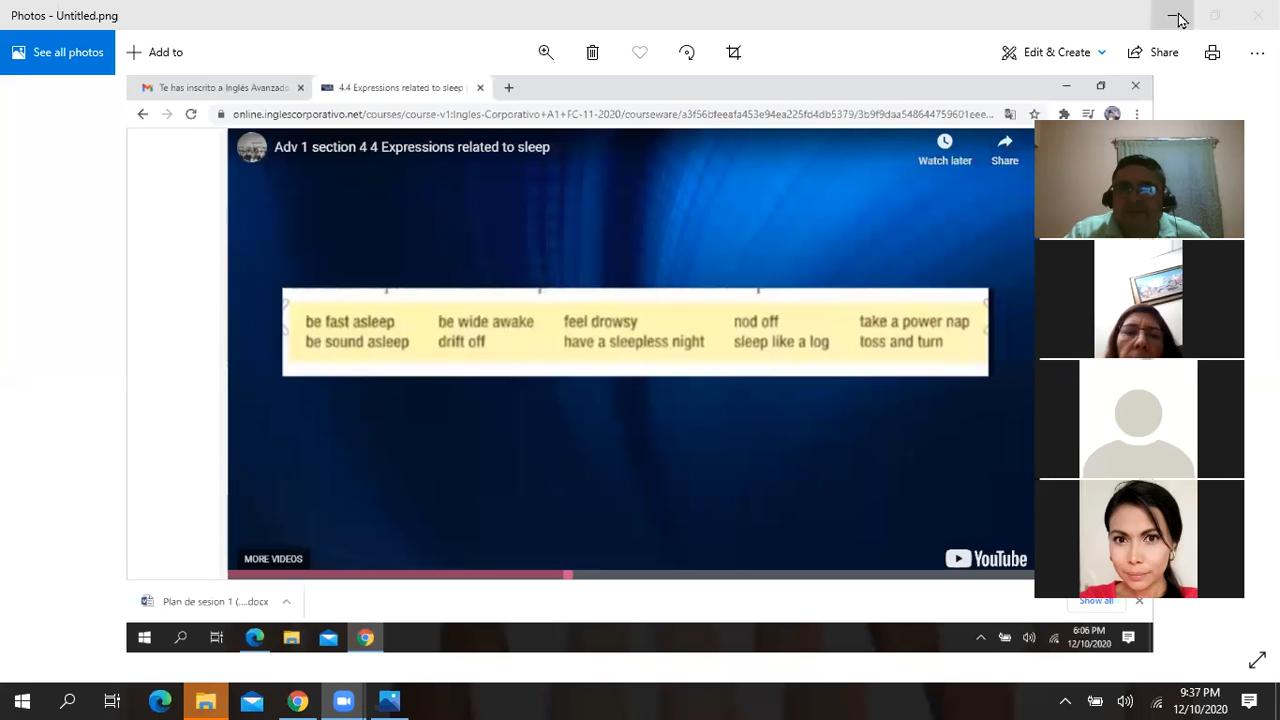 Photos - Untitled.png
See all photos
Add to
Edit & Create
Share
Te has inscrito a Inglés Avanzado
4.4 Expressions related to sleep
online.inglescorporativo.net/courses/course-v1:Ingles-Corporativo+A1+FC-11-2020/courseware/a3f56bfeeafa453e94ea225fd4db5379/3b9f9daa548644759601eee...
Adv 1 section 4 4 Expressions related to sleep
Watch later
Share
be fast asleep be wide awake feel drowsy nod off take a power nap
be sound asleep drift off have a sleepless night sleep like a log toss and turn
MORE VIDEOS
YouTube
Plan de sesion 1 (....docx
Show all
6:06 PM
12/10/2020
9:37 PM
12/10/2020